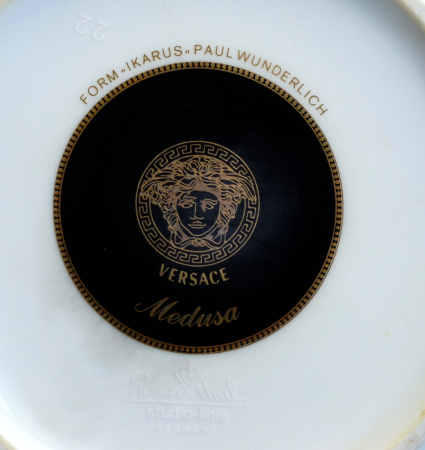 22
FORM „IKARUS“ PAUL WUNDERLICH
VERSACE
Medusa
Rosenthal
studio-linie
GERMANY